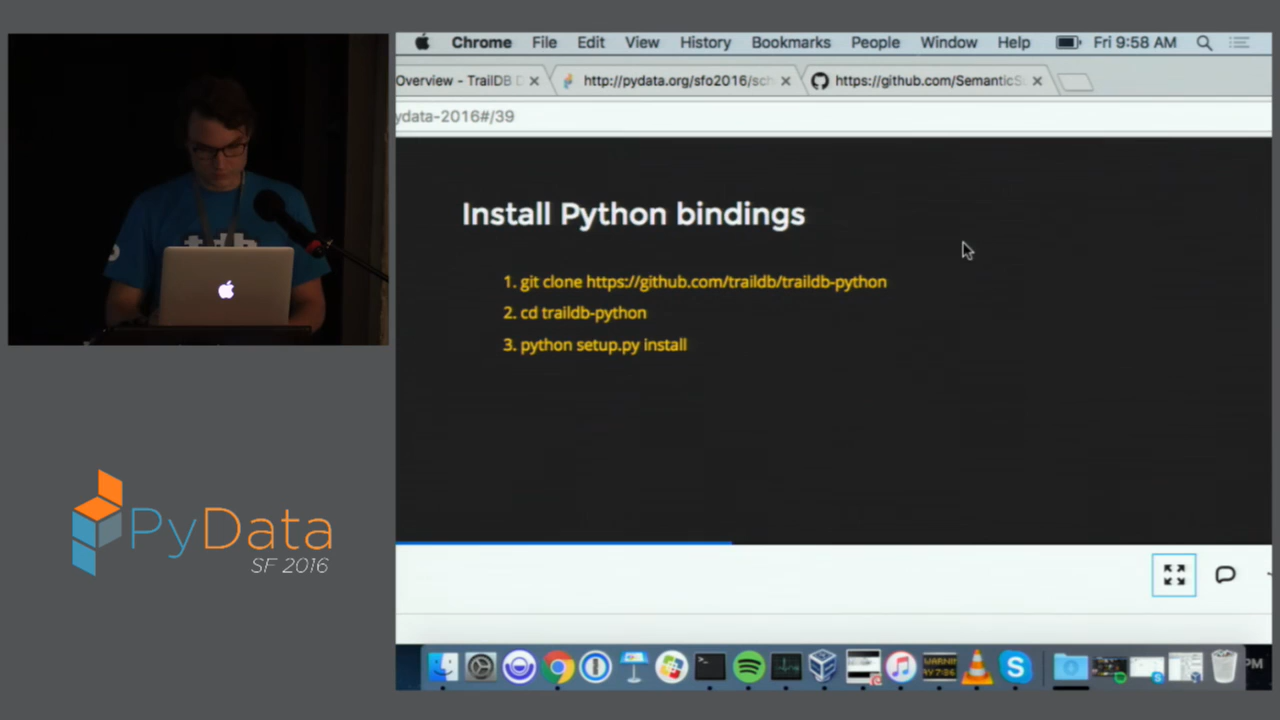 Chrome File Edit View History Bookmarks People Window Help Fri 9:58 AM
Overview - TrailDB D
http://pydata.org/sfo2016/sch
https://github.com/SemanticS
ydata-2016#/39
Install Python bindings
1. git clone https://github.com/traildb/traildb-python
2. cd traildb-python
3. python setup.py install
PyData
SF 2016
PM